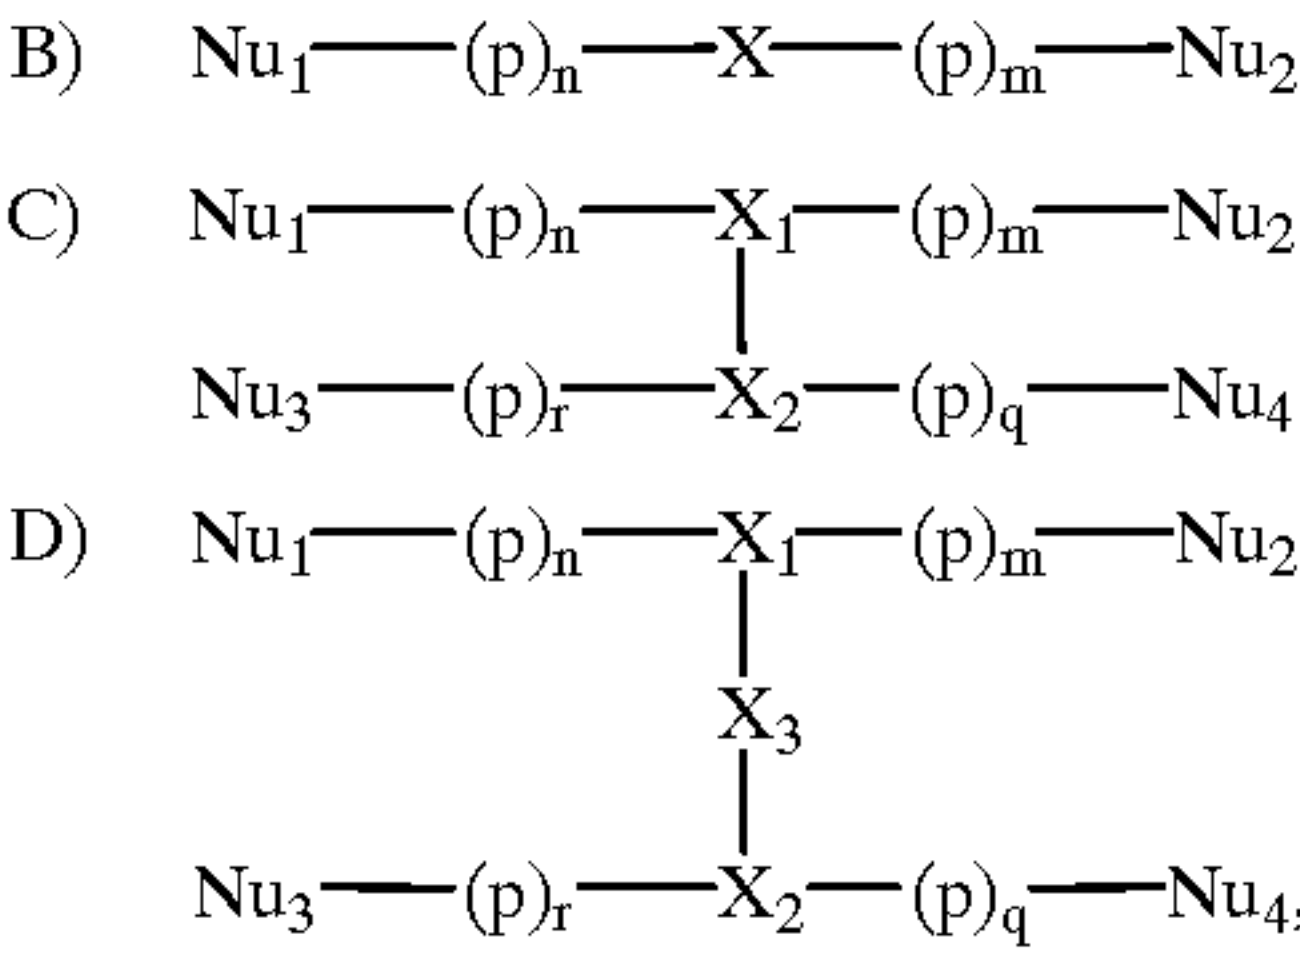 B) Nu1 (p)n X (p)m Nu2
C) Nu1 (p)n X1 (p)m Nu2
Nu3 (p)r X2 (p)q Nu4
D) Nu1 (p)n X1 (p)m Nu2
X3
Nu3 (p)r X2 (p)q Nu4,